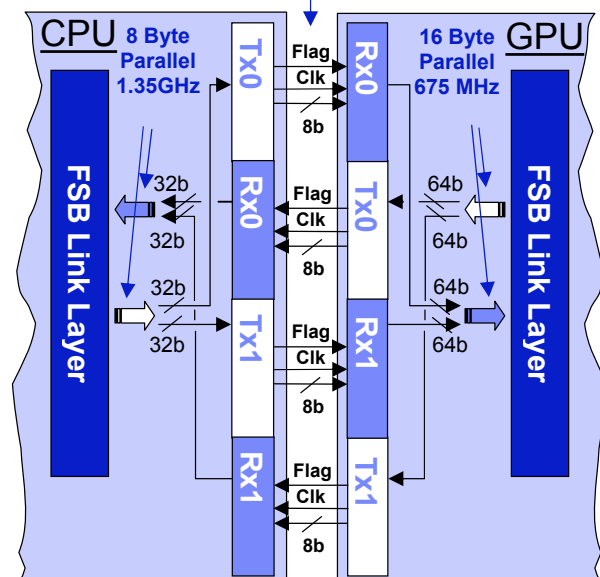 CPU
8 Byte
Parallel
1.35GHz
16 Byte
Parallel
675 MHz
GPU
FSB Link Layer
32b
32b
32b
32b
Tx0
Rx0
Tx1
Rx1
Flag
Clk
8b
Flag
Clk
8b
Flag
Clk
8b
Flag
Clk
8b
Rx0
Tx0
Rx1
Tx1
64b
64b
64b
64b
FSB Link Layer